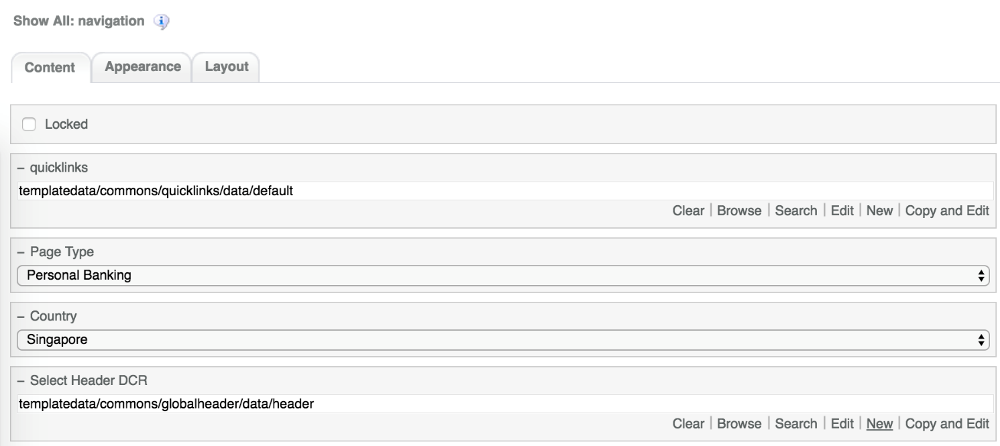 Show All: navigation
Content Appearance Layout
Locked
– quicklinks
templatedata/commons/quicklinks/data/default
Clear | Browse | Search | Edit | New | Copy and Edit
– Page Type
Personal Banking
– Country
Singapore
– Select Header DCR
templatedata/commons/globalheader/data/header
Clear | Browse | Search | Edit | New | Copy and Edit